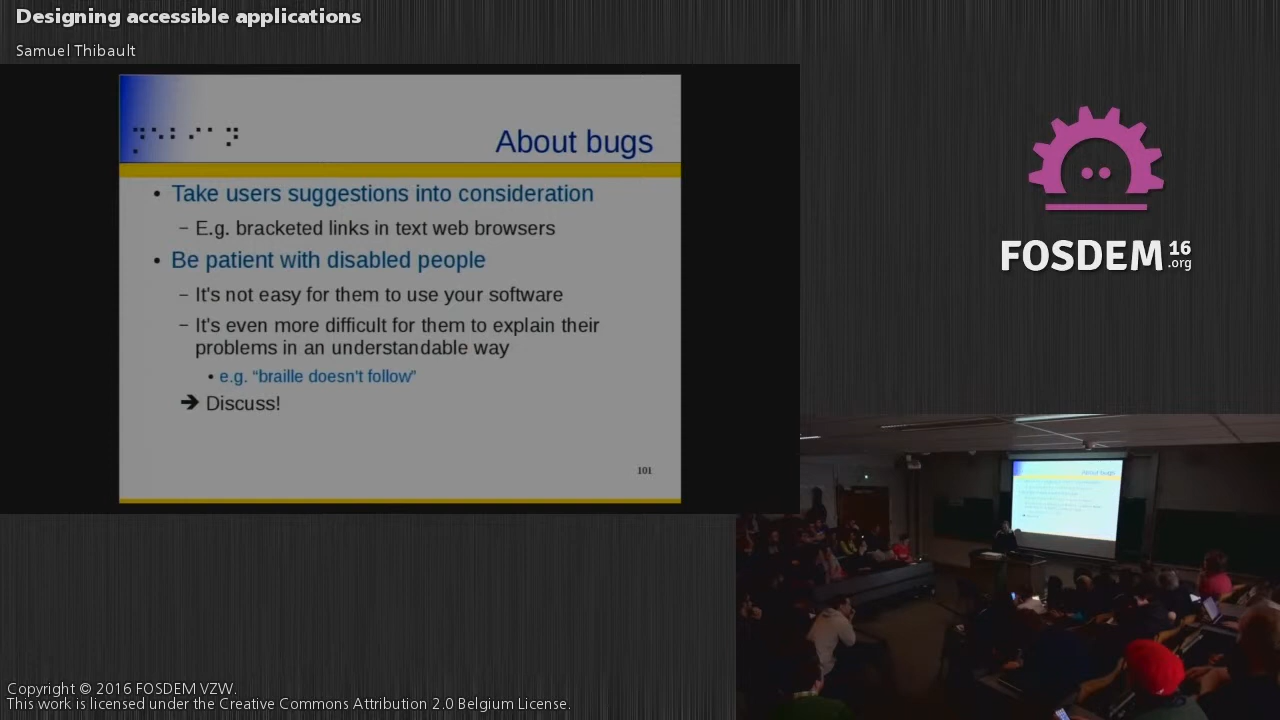 Designing accessible applications
Samuel Thibault
About bugs
• Take users suggestions into consideration
– E.g. bracketed links in text web browsers
• Be patient with disabled people
– It's not easy for them to use your software
– It's even more difficult for them to explain their
problems in an understandable way
• e.g. “braille doesn't follow”
➔ Discuss!
101
FOSDEM 16
.org
About bugs
Copyright © 2016 FOSDEM VZW.
This work is licensed under the Creative Commons Attribution 2.0 Belgium License.